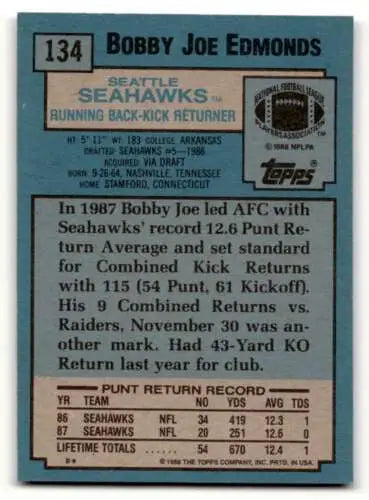 134 BOBBY JOE EDMONDS
SEATTLE
SEAHAWKS™
RUNNING BACK-KICK RETURNER
NATIONAL FOOTBALL LEAGUE
PLAYERS ASSOCIATION
© 1988 NFLPA
topps
HT: 5' 11" WT: 183 COLLEGE: ARKANSAS
DRAFTED: SEAHAWKS #5—1986
ACQUIRED: VIA DRAFT
BORN: 9-26-64, NASHVILLE, TENNESSEE
HOME: STAMFORD, CONNECTICUT
In 1987 Bobby Joe led AFC with
Seahawks' record 12.6 Punt Re-
turn Average and set standard
for Combined Kick Returns
with 115 (54 Punt, 61 Kickoff).
His 9 Combined Returns vs.
Raiders, November 30 was an-
other mark. Had 43-Yard KO
Return last year for club.
PUNT RETURN RECORD
YR TEAM NO YDS AVG TDS
86 SEAHAWKS NFL 34 419 12.3 1
87 SEAHAWKS NFL 20 251 12.6 0
LIFETIME TOTALS ..... 54 670 12.4 1
B* © 1988 THE TOPPS COMPANY, INC. PRTD. IN U.S.A.